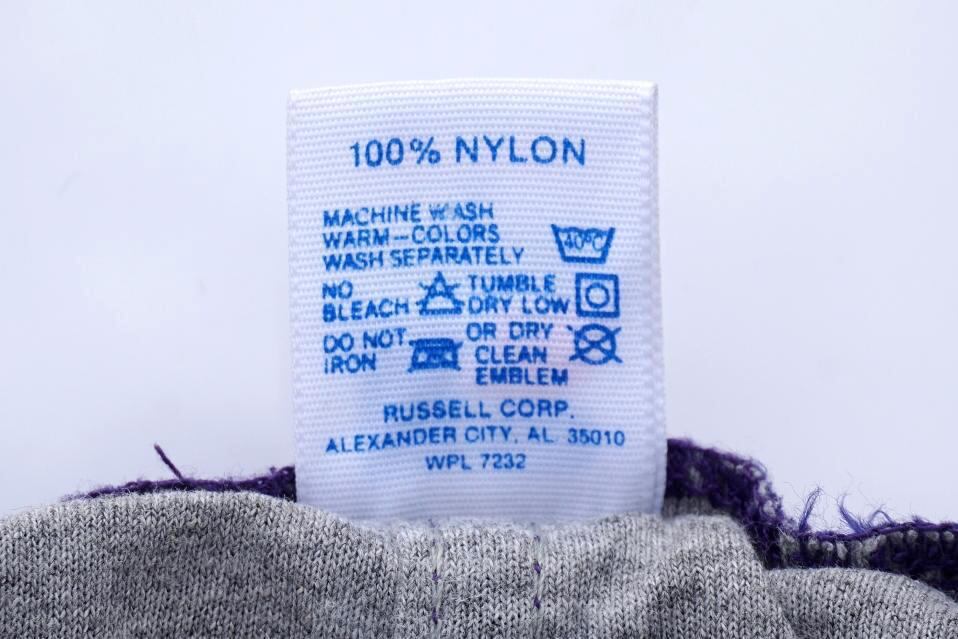 100% NYLON
MACHINE WASH
WARM–COLORS
WASH SEPARATELY
40°C
NO
BLEACH
TUMBLE
DRY LOW
DO NOT
IRON
OR DRY
CLEAN
EMBLEM
RUSSELL CORP.
ALEXANDER CITY, AL 35010
WPL 7232